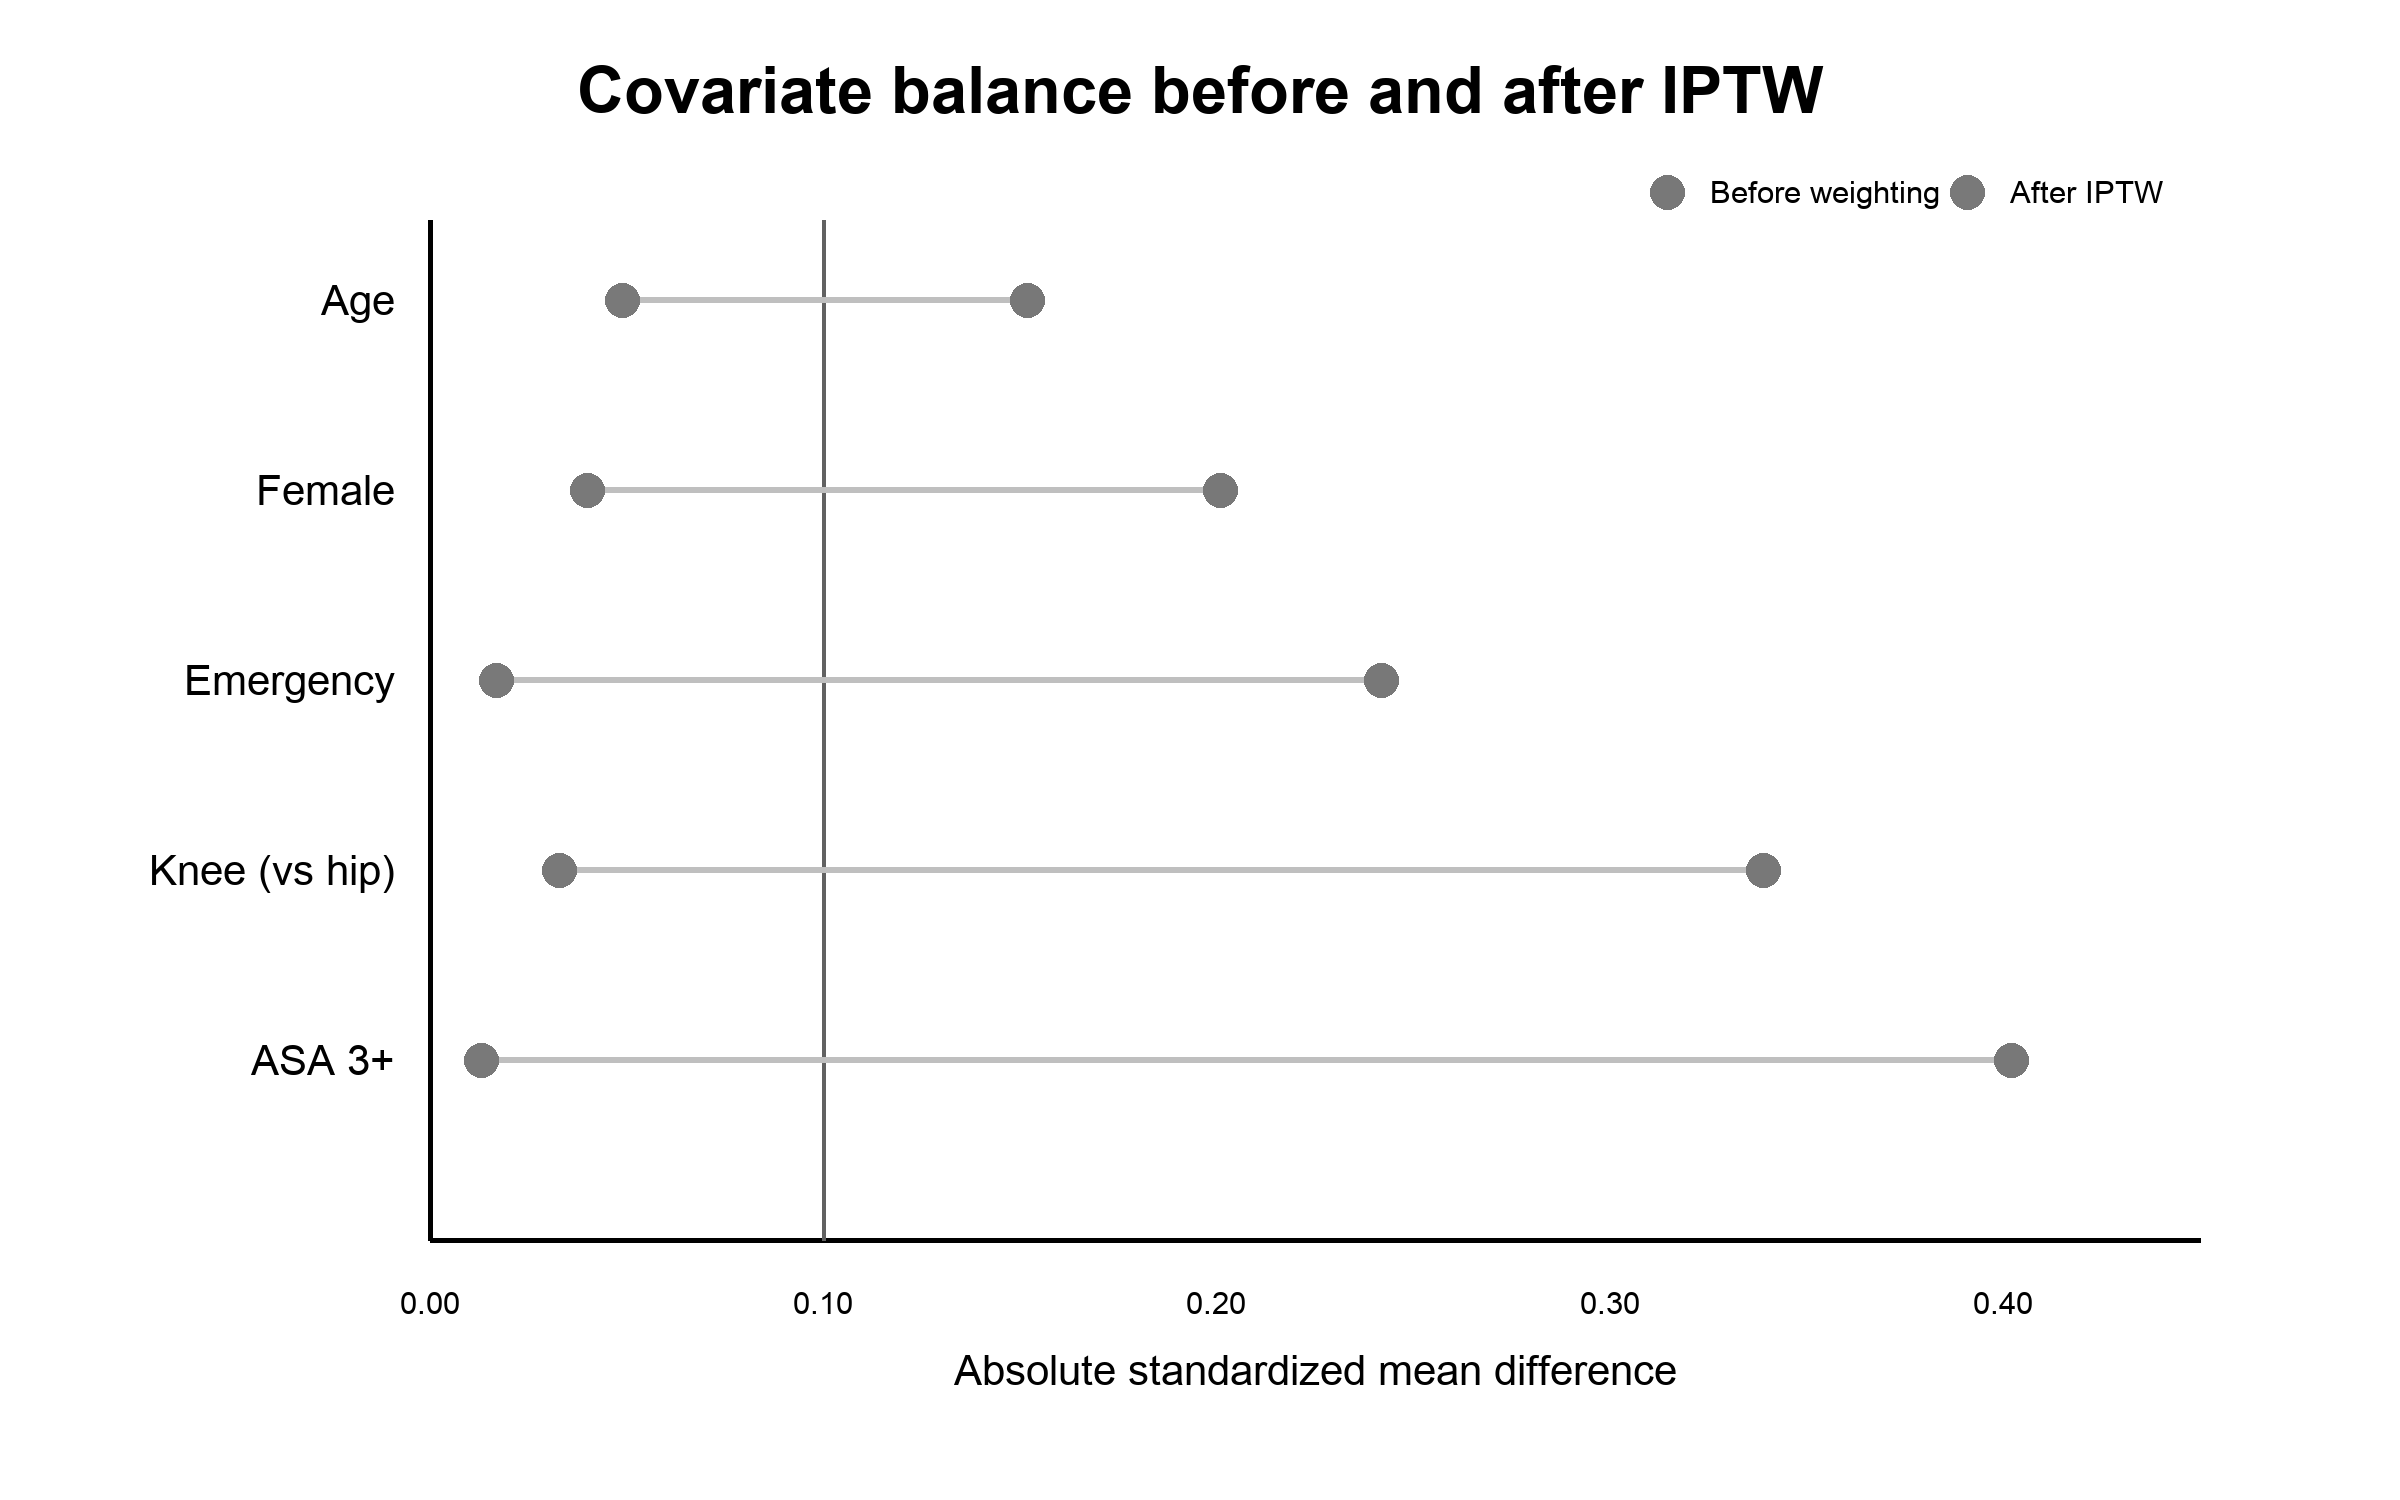 Covariate balance before and after IPTW
Before weighting After IPTW
Age
Female
Emergency
Knee (vs hip)
ASA 3+
0.00 0.10 0.20 0.30 0.40
Absolute standardized mean difference